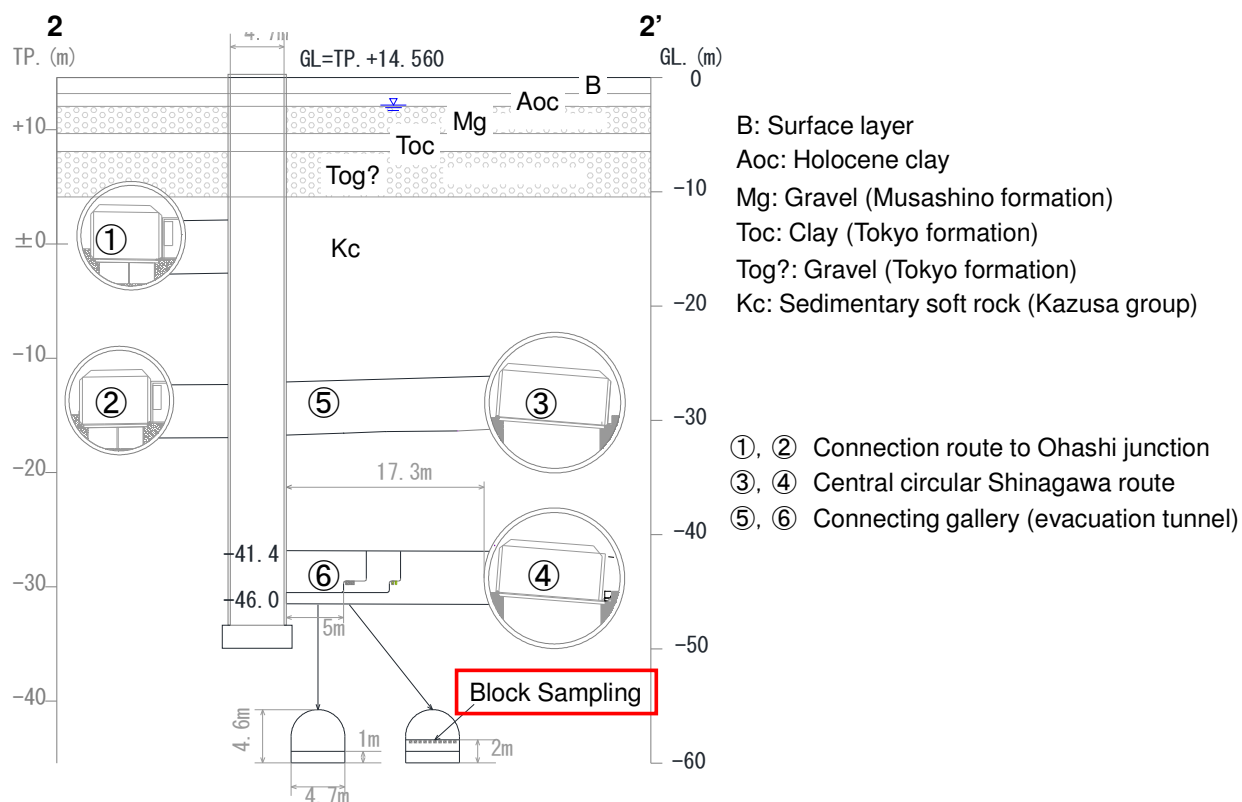 2
2’
TP. (m)
4. 7m
GL=TP. +14.560
GL. (m)
0
B
Aoc
Mg
+10
Toc
Tog?
-10
①
±0
Kc
-20
-10
②
⑤
③
-30
-20
17.3m
-40
-41.4
⑥
④
-30
-46.0
5m
-50
-40
Block Sampling
4.6m
1m
2m
-60
4. 7m
B: Surface layer
Aoc: Holocene clay
Mg: Gravel (Musashino formation)
Toc: Clay (Tokyo formation)
Tog?: Gravel (Tokyo formation)
Kc: Sedimentary soft rock (Kazusa group)
①, ② Connection route to Ohashi junction
③, ④ Central circular Shinagawa route
⑤, ⑥ Connecting gallery (evacuation tunnel)